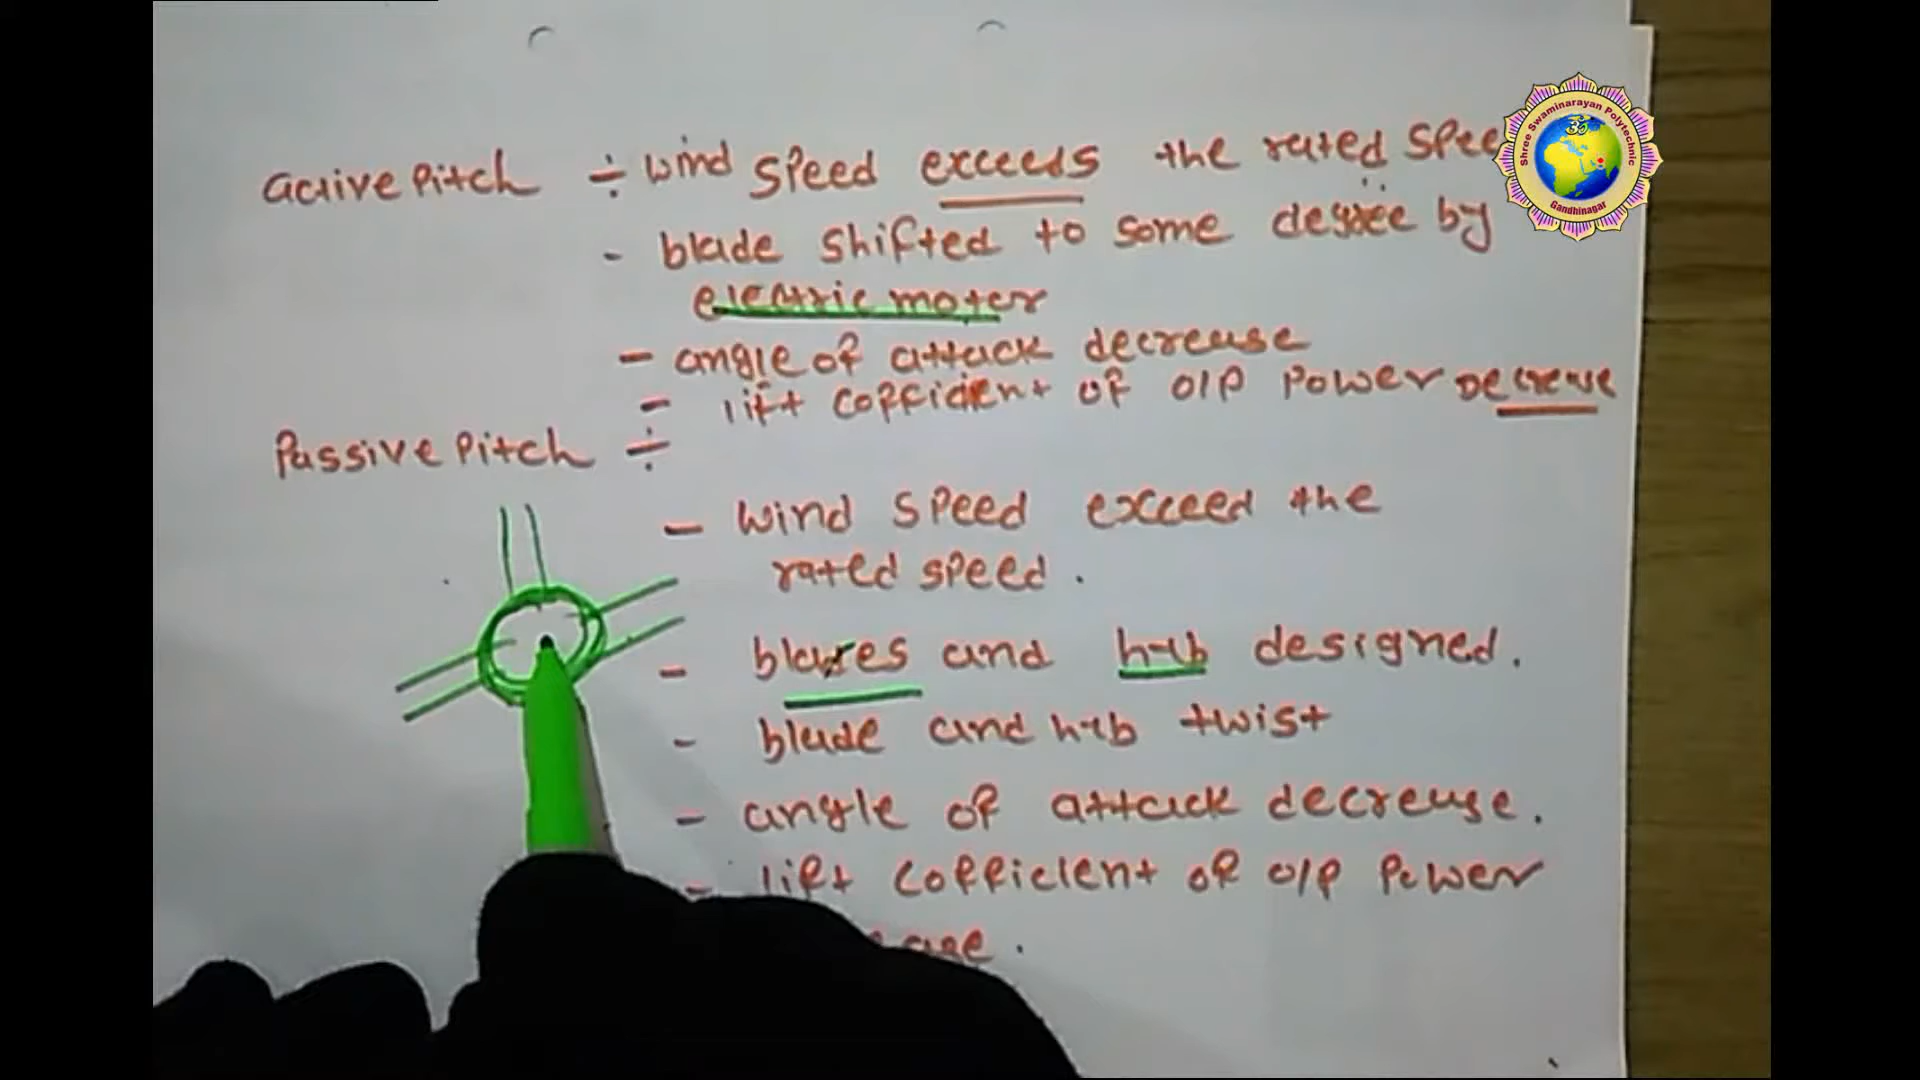 active Pitch ÷ wind speed exceeds the rated spee
- blade shifted to some degree by
electric moter
- angle of attack decrease
- lift cofficient of o/p Power Decrease
Passive Pitch ÷
- wind speed exceed the
rated speed .
- and hub designed .
- blade and hub twist
- angle of attack decrease .
- lift cofficient of o/p Power
Shree Swaminarayan Polytechnic
ॐ
Gandhinagar